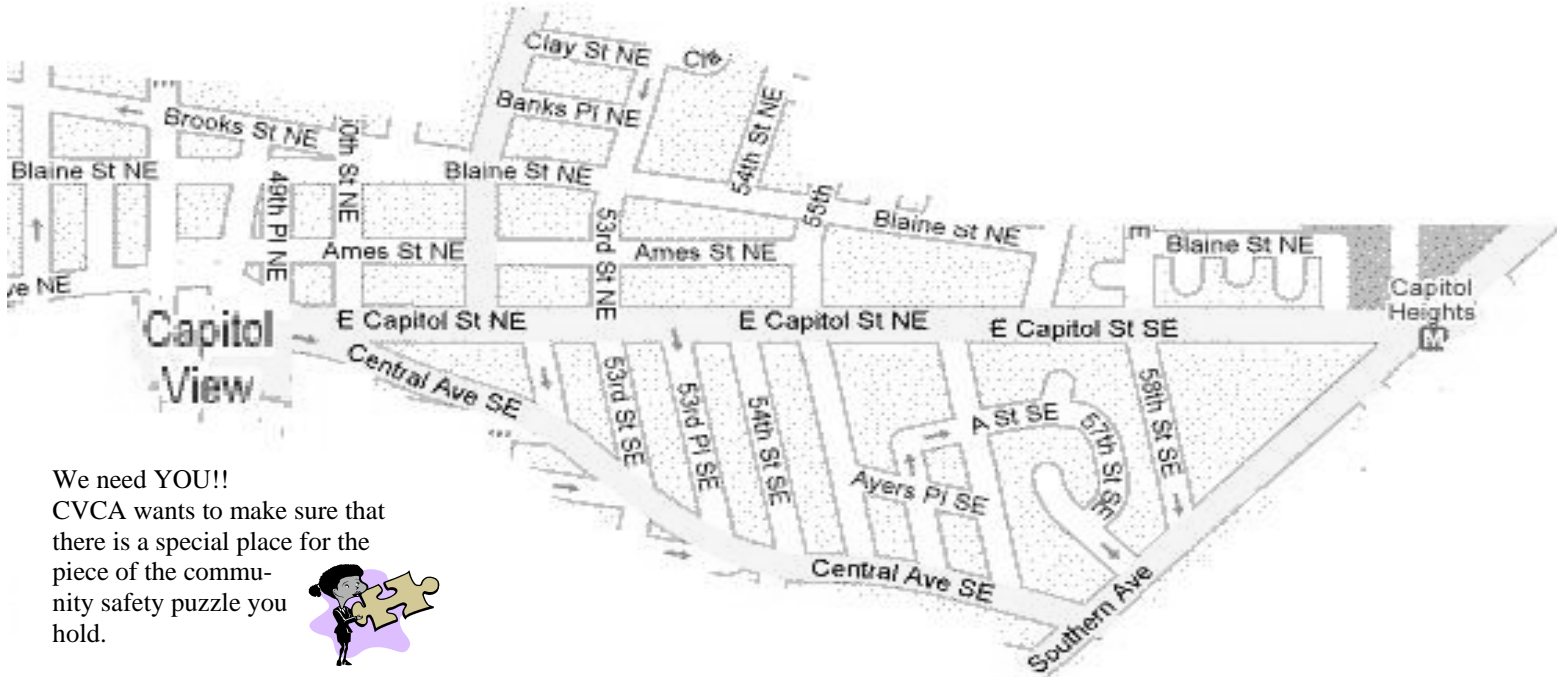 Clay St NE
Banks Pl NE
54th St NE
Brooks St NE
0th St NE
Blaine St NE
Blaine St NE
49th Pl NE
53rd St NE
55th
Blaine St NE
Blaine St NE
Ames St NE
Ames St NE
ve NE
Capitol
Heights
M
Capitol
View
E Capitol St NE
E Capitol St NE
E Capitol St SE
Central Ave SE
53rd St SE
53rd Pl SE
54th St SE
A St SE
57th St SE
58th St SE
Ayers Pl SE
Central Ave SE
Southern Ave
We need YOU!!
CVCA wants to make sure that
there is a special place for the
piece of the commu-
nity safety puzzle you
hold.